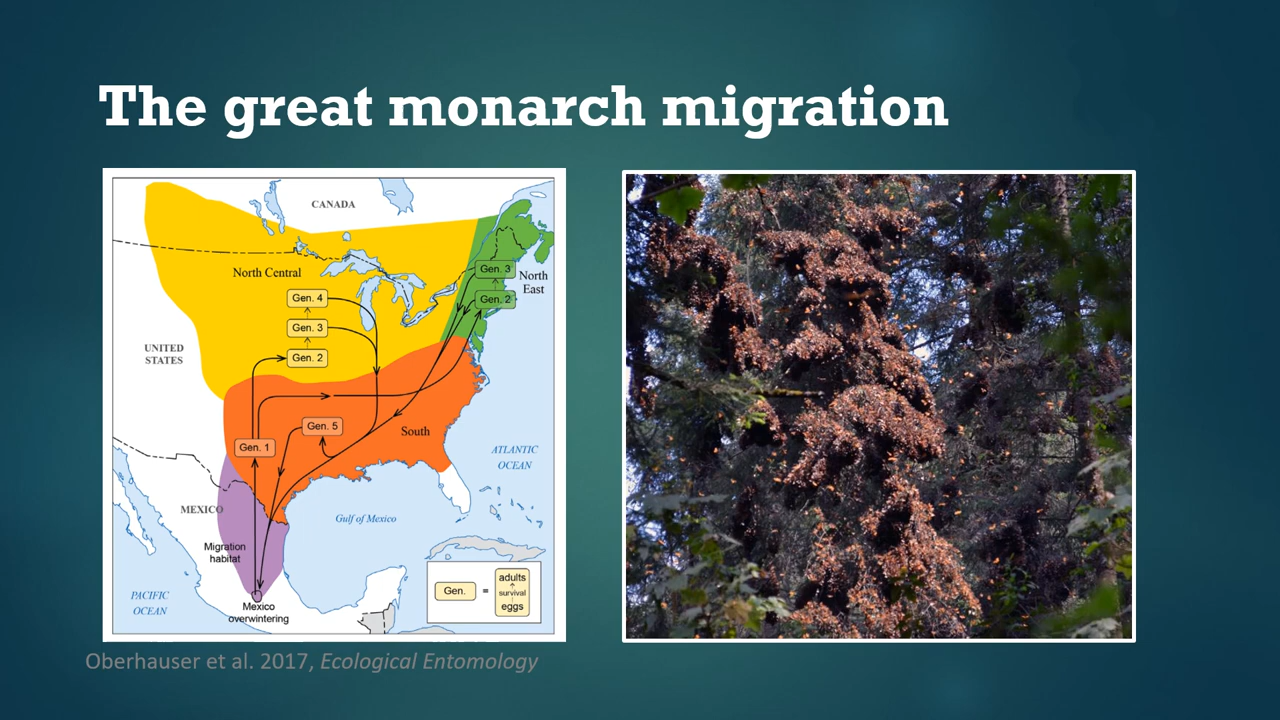 The great monarch migration
CANADA
North Central
Gen. 3
North
East
Gen. 4
Gen. 2
Gen. 3
UNITED
STATES
Gen. 2
Gen. 5
South
Gen. 1
ATLANTIC
OCEAN
MEXICO
Gulf of Mexico
Migration
habitat
PACIFIC
OCEAN
Mexico
overwintering
Gen. =
adults
survival
eggs
Oberhauser et al. 2017, Ecological Entomology